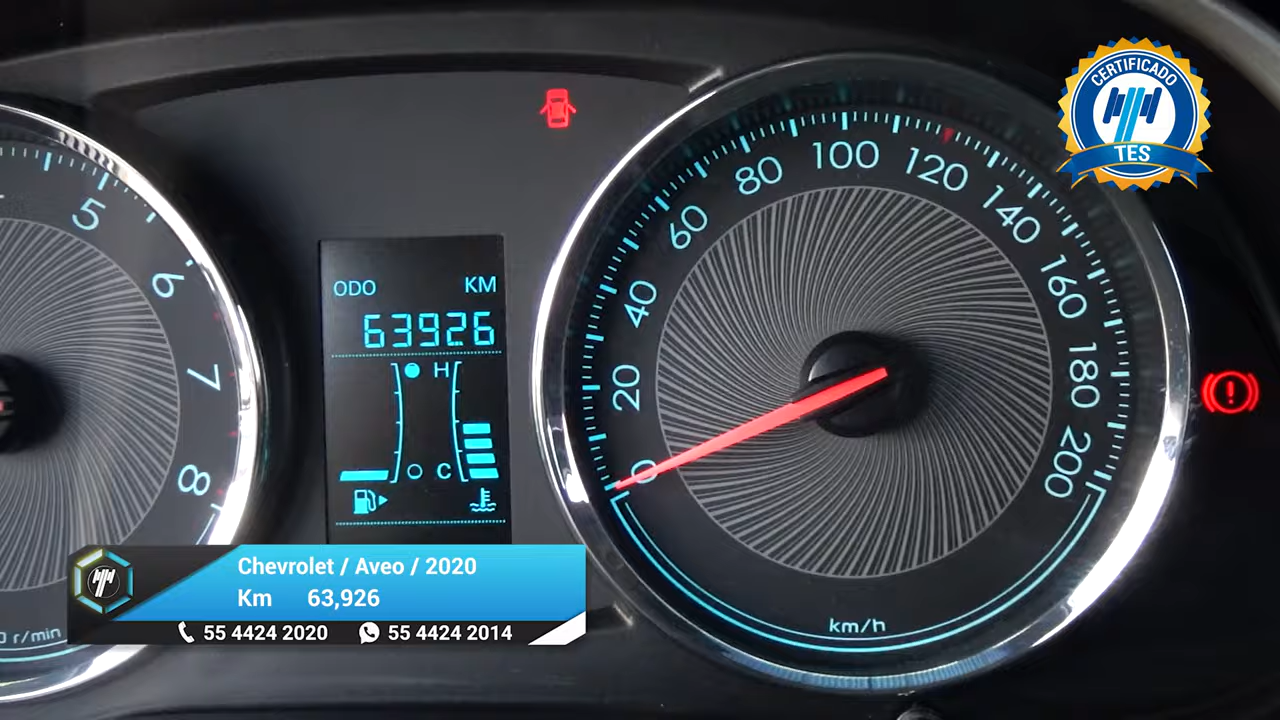 CERTIFICADO
TES
5
6
7
8
0 r/min
ODO KM
63926
H
C
0
20
40
60
80
100
120
140
160
180
200
km/h
Chevrolet / Aveo / 2020
Km 63,926
55 4424 2020 55 4424 2014